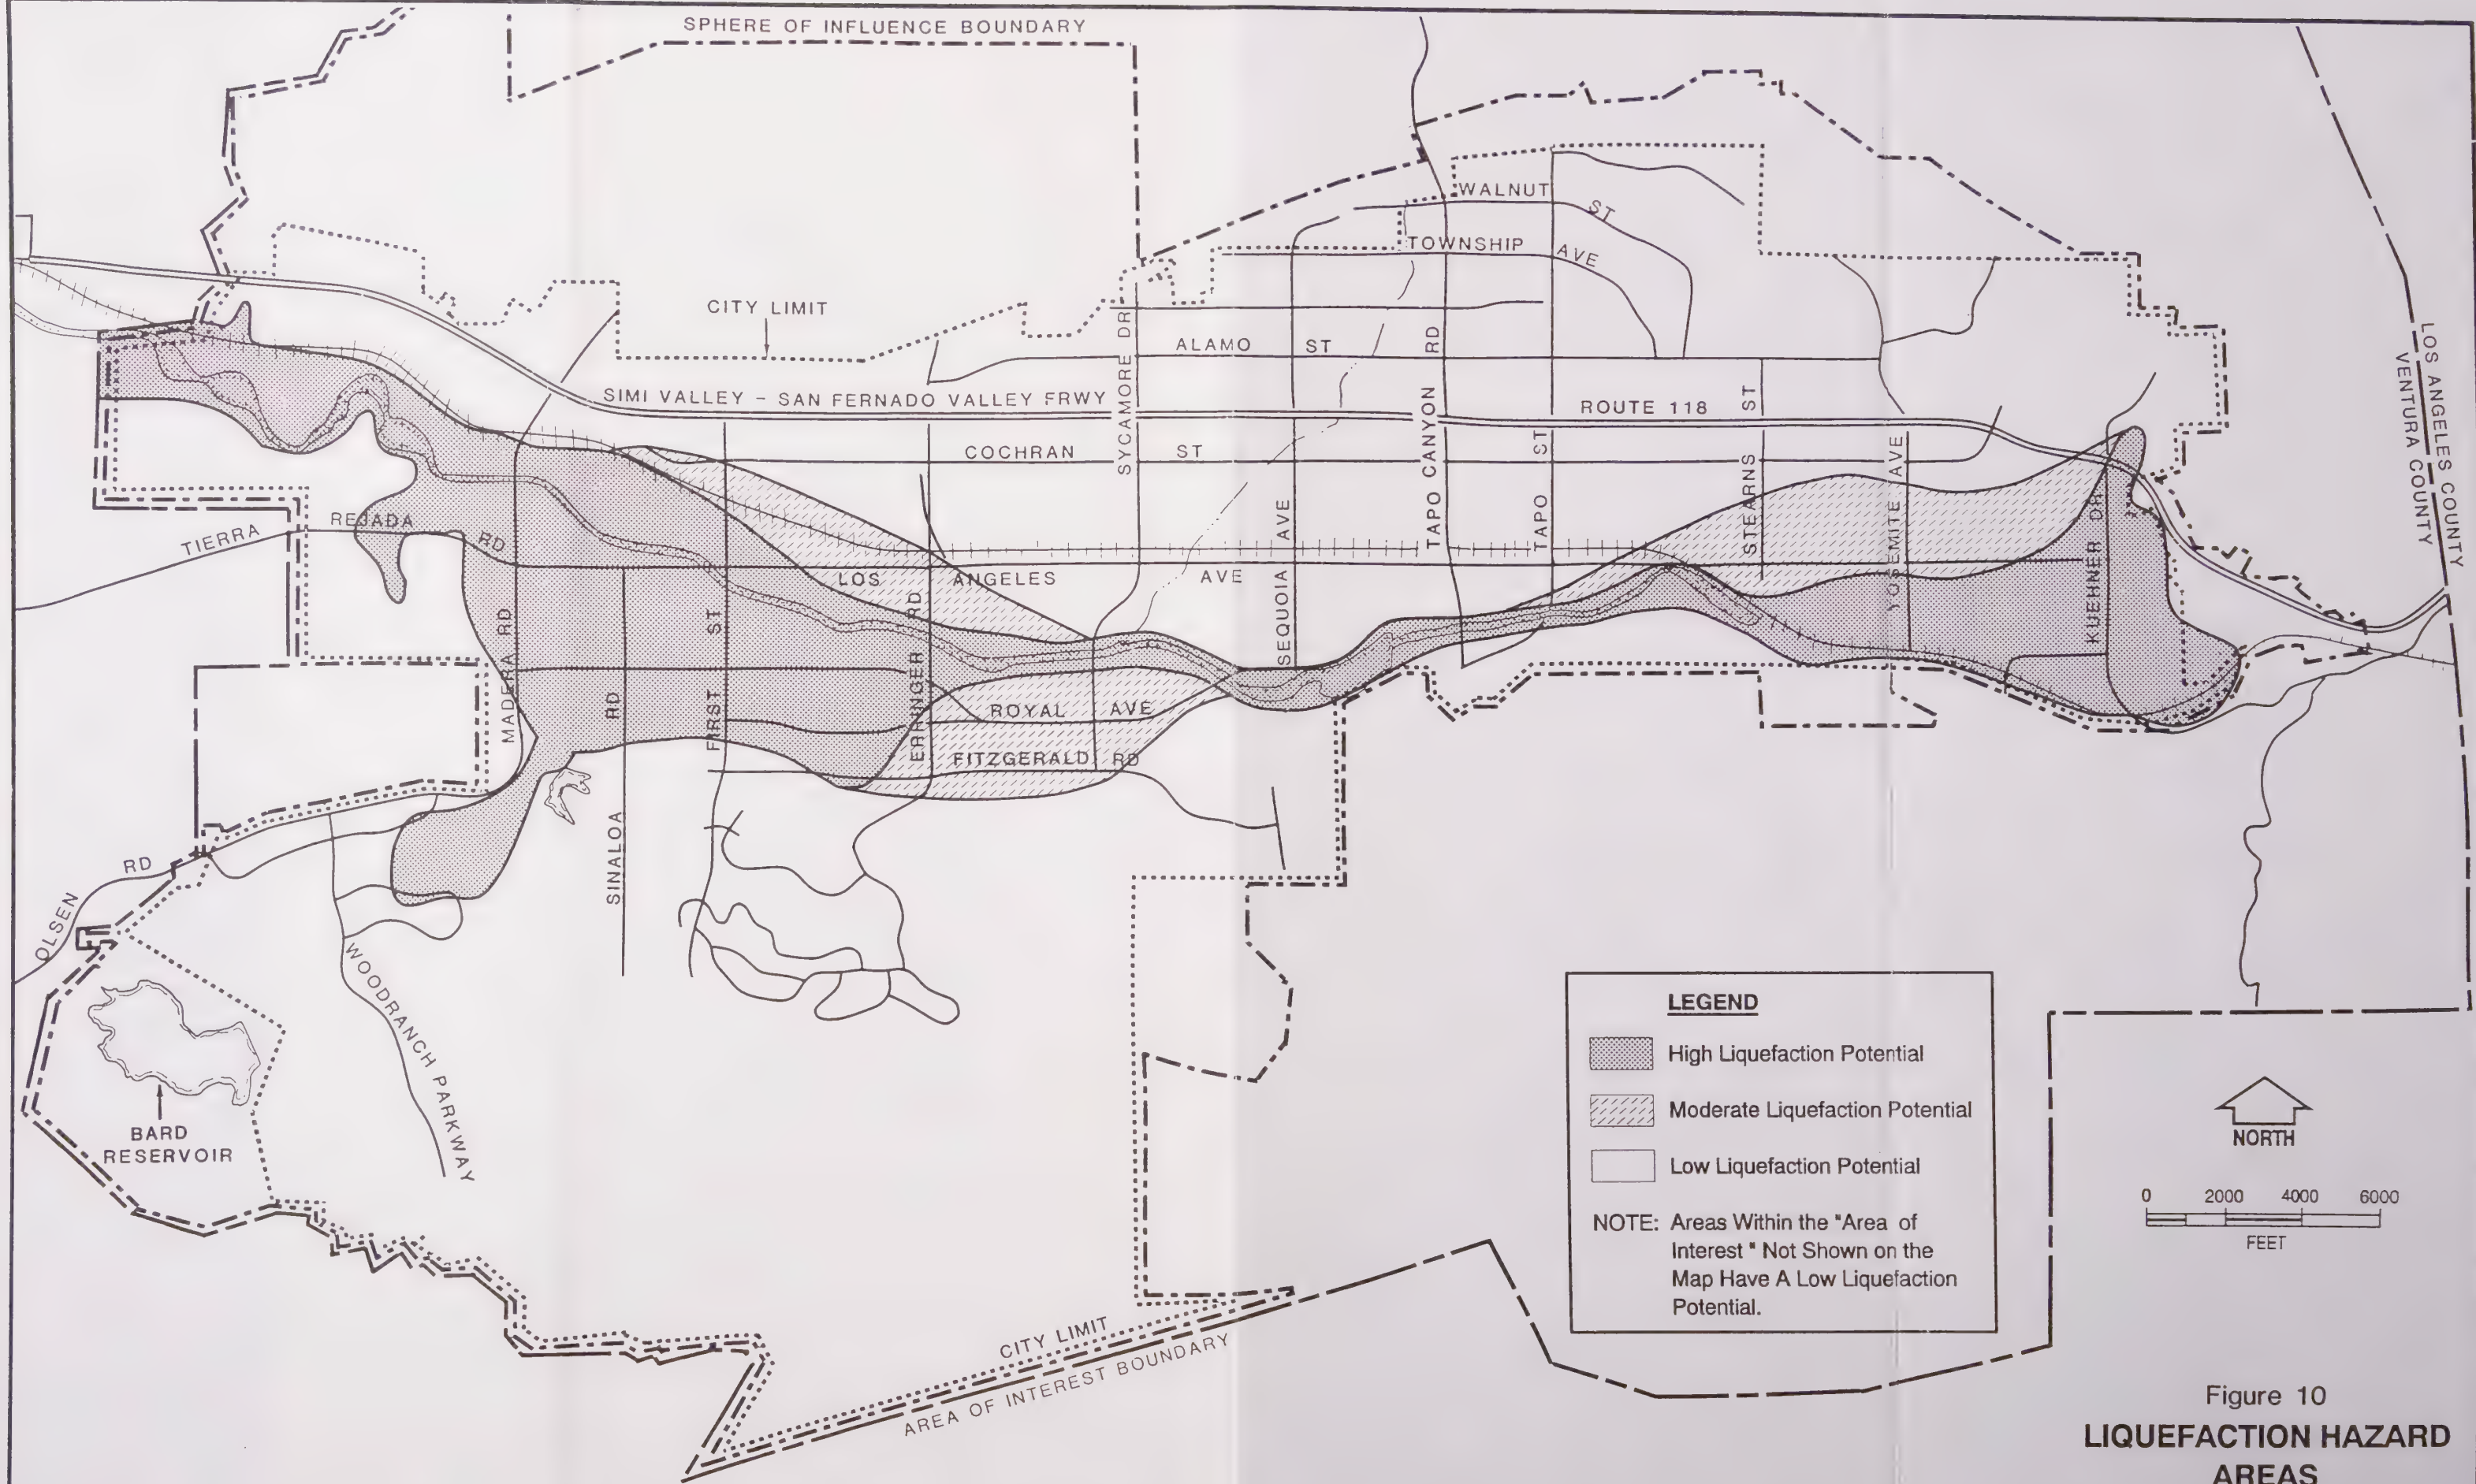 SPHERE OF INFLUENCE BOUNDARY
WALNUT
ST
TOWNSHIP
AVE
CITY LIMIT
SYCAMORE DR
ALAMO ST
RD
SIMI VALLEY - SAN FERNADO VALLEY FRWY
ROUTE 118
ST
LOS ANGELES COUNTY
VENTURA COUNTY
COCHRAN ST
TAPO CANYON
TAPO ST
STEARNS
YOSEMITE AVE
KUEHNER DR
TIERRA
REJADA
RD
LOS ANGELES AVE
SEQUOIA AVE
MADERA RD
RD
FIRST ST
ERRINGER RD
ROYAL AVE
FITZGERALD RD
SINALOA
OLSEN
RD
WOODRANCH PARKWAY
BARD
RESERVOIR
CITY LIMIT
AREA OF INTEREST BOUNDARY
LEGEND
High Liquefaction Potential
Moderate Liquefaction Potential
Low Liquefaction Potential
NOTE: Areas Within the "Area of
Interest" Not Shown on the
Map Have A Low Liquefaction
Potential.
NORTH
0 2000 4000 6000
FEET
Figure 10
LIQUEFACTION HAZARD
AREAS